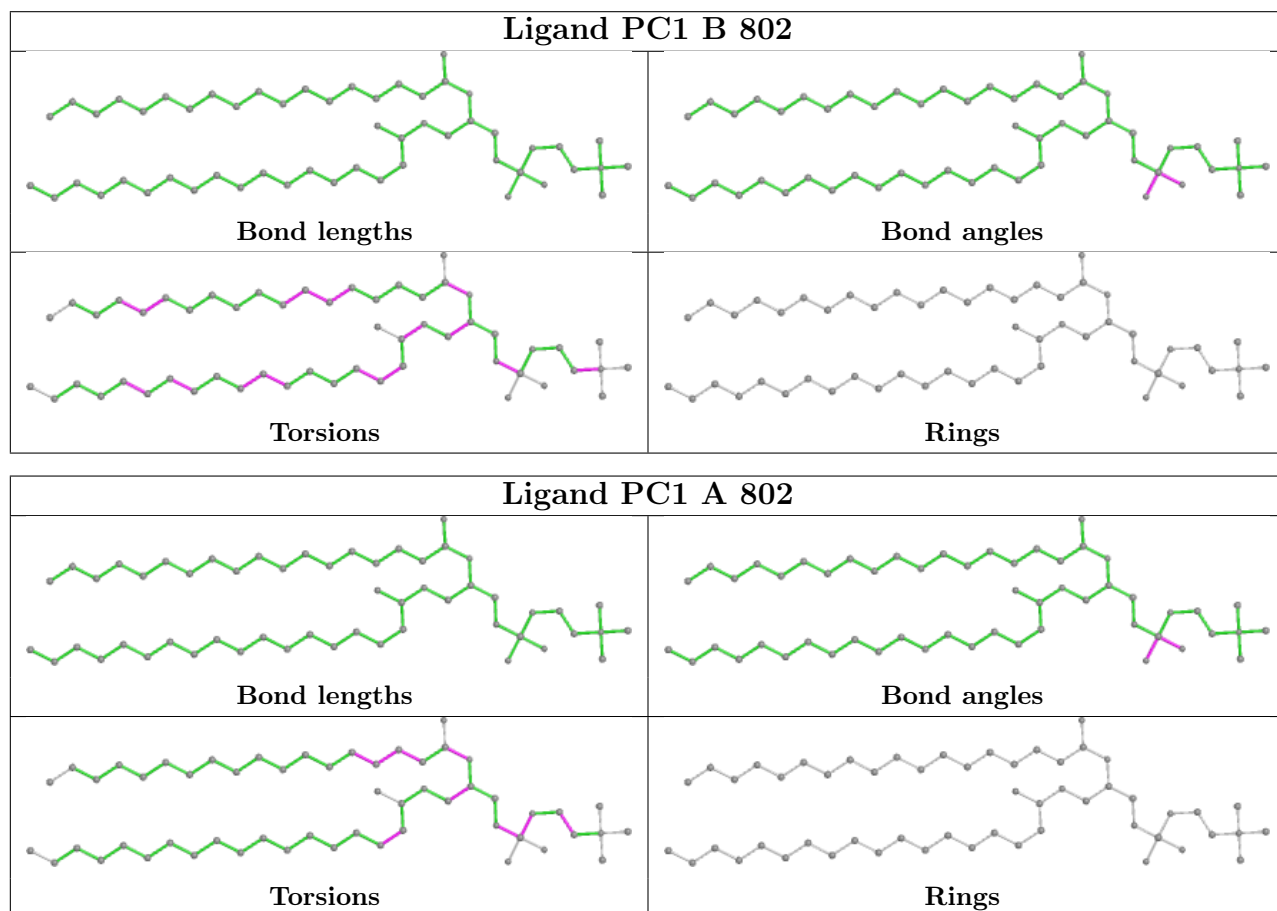 Ligand PC1 B 802
Bond lengths
Bond angles
Torsions
Rings
Ligand PC1 A 802
Bond lengths
Bond angles
Torsions
Rings